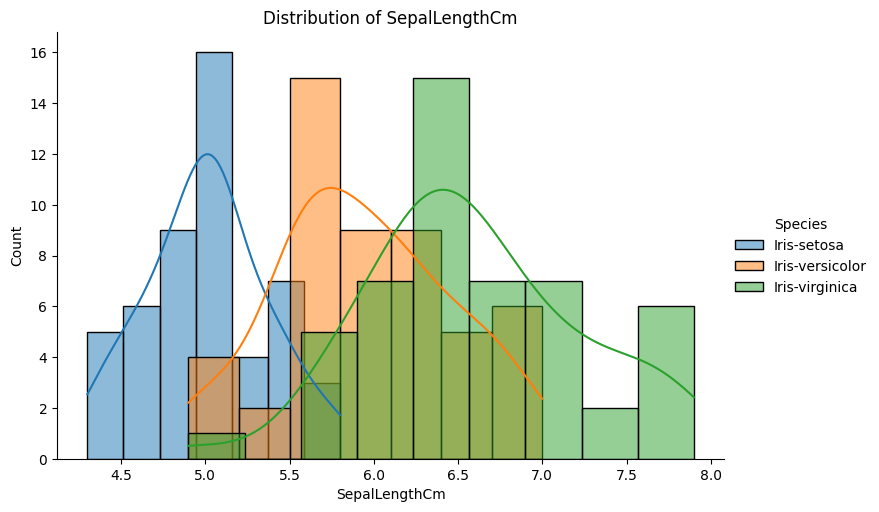 Distribution of SepalLengthCm
16
14
12
10
8
6
4
2
0
Count
4.5 5.0 5.5 6.0 6.5 7.0 7.5 8.0
SepalLengthCm
Species
Iris-setosa
Iris-versicolor
Iris-virginica